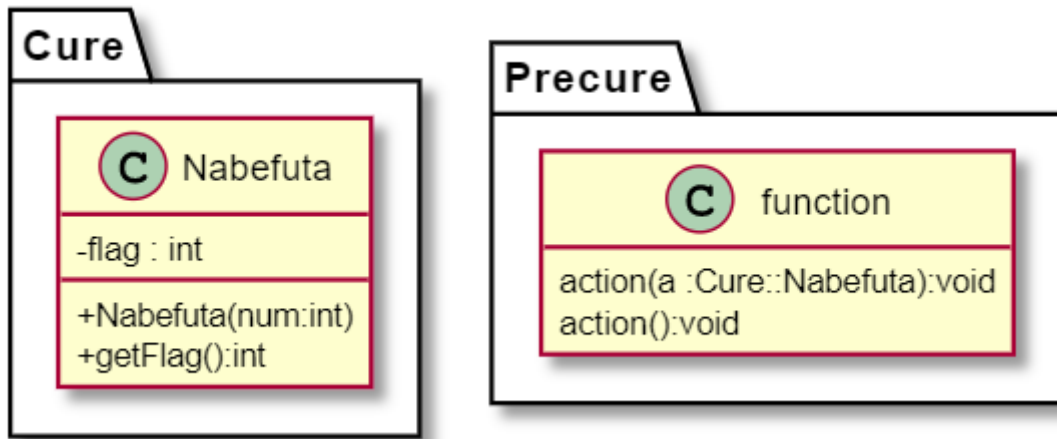 Cure
C Nabefuta
-flag : int
+Nabefuta(num:int)
+getFlag():int
Precure
C function
action(a :Cure::Nabefuta):void
action():void